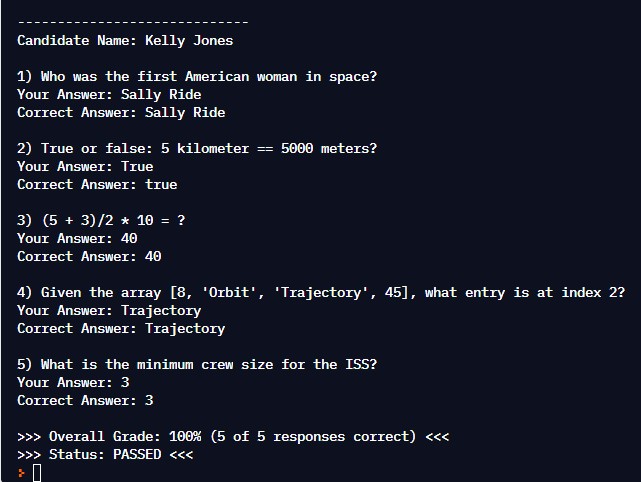 -----------------------------
Candidate Name: Kelly Jones
1) Who was the first American woman in space?
Your Answer: Sally Ride
Correct Answer: Sally Ride
2) True or false: 5 kilometer == 5000 meters?
Your Answer: True
Correct Answer: true
3) (5 + 3)/2 * 10 = ?
Your Answer: 40
Correct Answer: 40
4) Given the array [8, 'Orbit', 'Trajectory', 45], what entry is at index 2?
Your Answer: Trajectory
Correct Answer: Trajectory
5) What is the minimum crew size for the ISS?
Your Answer: 3
Correct Answer: 3
>>> Overall Grade: 100% (5 of 5 responses correct) <<<
>>> Status: PASSED <<<